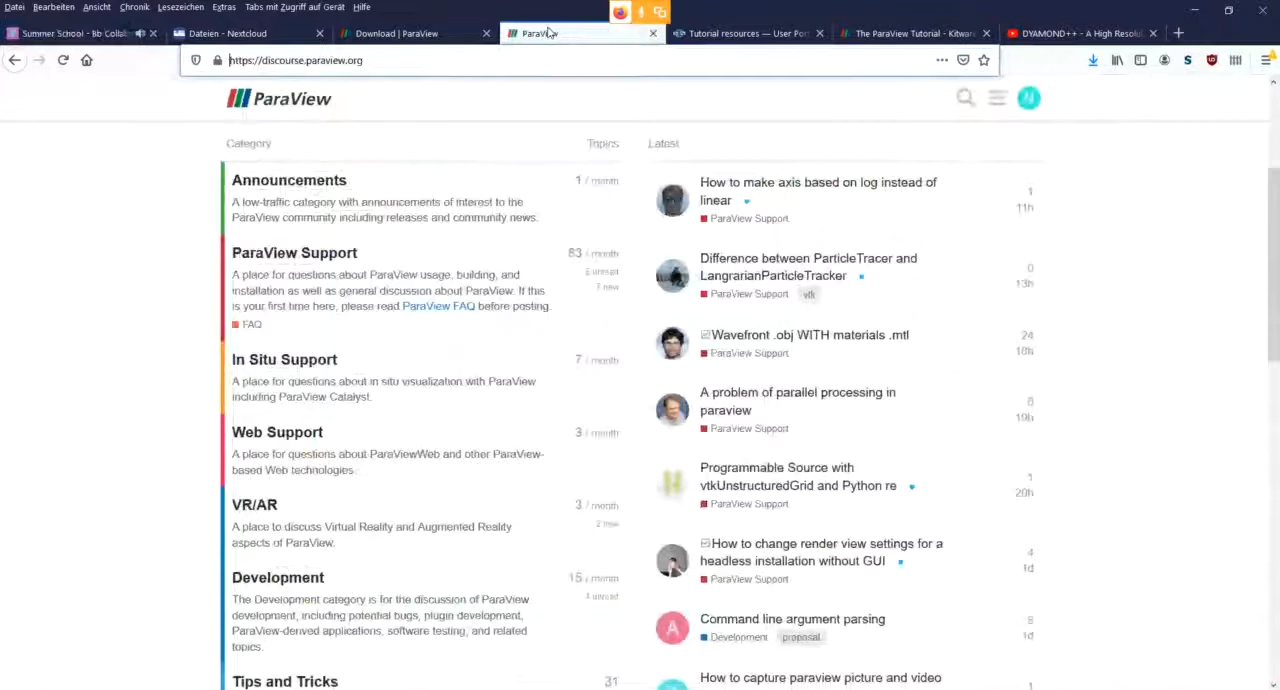 Datei Bearbeiten Ansicht Chronik Lesezeichen Extras Tabs mit Zugriff auf Gerät Hilfe
Summer School - Bb Collab
Dateien - Nextcloud
Download | ParaView
ParaView
Tutorial resources — User Por
The ParaView Tutorial - Kitware
DYAMOND++ - A High Resolu
https://discourse.paraview.org
ParaView
N
Category Topics Latest
Announcements
1 / month
A low-traffic category with announcements of interest to the
ParaView community including releases and community news.
ParaView Support
83 / month
A place for questions about ParaView usage, building, and
installation as well as general discussion about ParaView. If this
is your first time here, please read ParaView FAQ before posting.
FAQ
7 new
In Situ Support
7 / month
A place for questions about in situ visualization with ParaView
including ParaView Catalyst.
Web Support
3 / month
A place for questions about ParaViewWeb and other ParaView-
based Web technologies.
VR/AR
3 / month
2 new
A place to discuss Virtual Reality and Augmented Reality
aspects of ParaView.
Development
15 / month
4 unread
The Development category is for the discussion of ParaView
development, including potential bugs, plugin development,
ParaView-derived applications, software testing, and related
topics.
Tips and Tricks
31
How to make axis based on log instead of
linear
ParaView Support
1
11h
Difference between ParticleTracer and
LangrarianParticleTracker
ParaView Support vtk
0
13h
Wavefront .obj WITH materials .mtl
ParaView Support
24
16h
A problem of parallel processing in
paraview
ParaView Support
8
19h
Programmable Source with
vtkUnstructuredGrid and Python re
ParaView Support
1
20h
How to change render view settings for a
headless installation without GUI
ParaView Support
4
1d
A
Command line argument parsing
Development proposal
8
1d
How to capture paraview picture and video
1